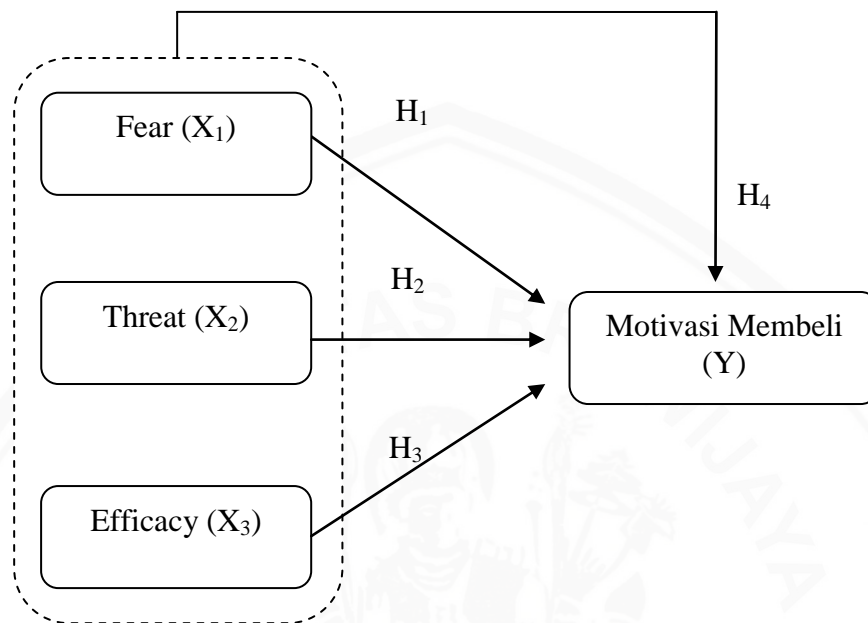 Fear (X₁)
H₁
H₄
Threat (X₂)
H₂
Motivasi Membeli
(Y)
H₃
Efficacy (X₃)